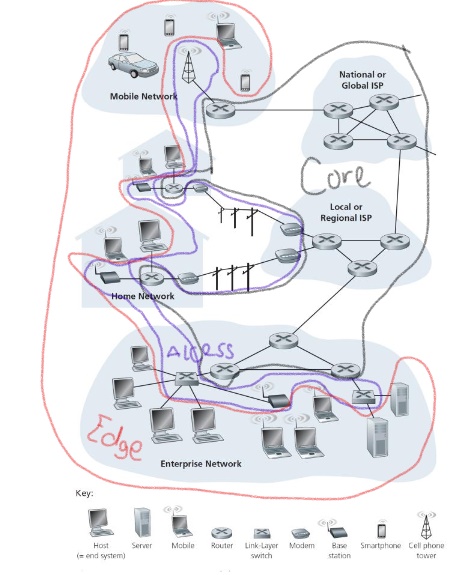 National or
Global ISP
Mobile Network
Core
Local or
Regional ISP
Home Network
Access
Edge
Enterprise Network
Key:
Host
(= end system)
Server
Mobile
Router
Link-Layer
switch
Modem
Base
station
Smartphone
Cell phone
tower